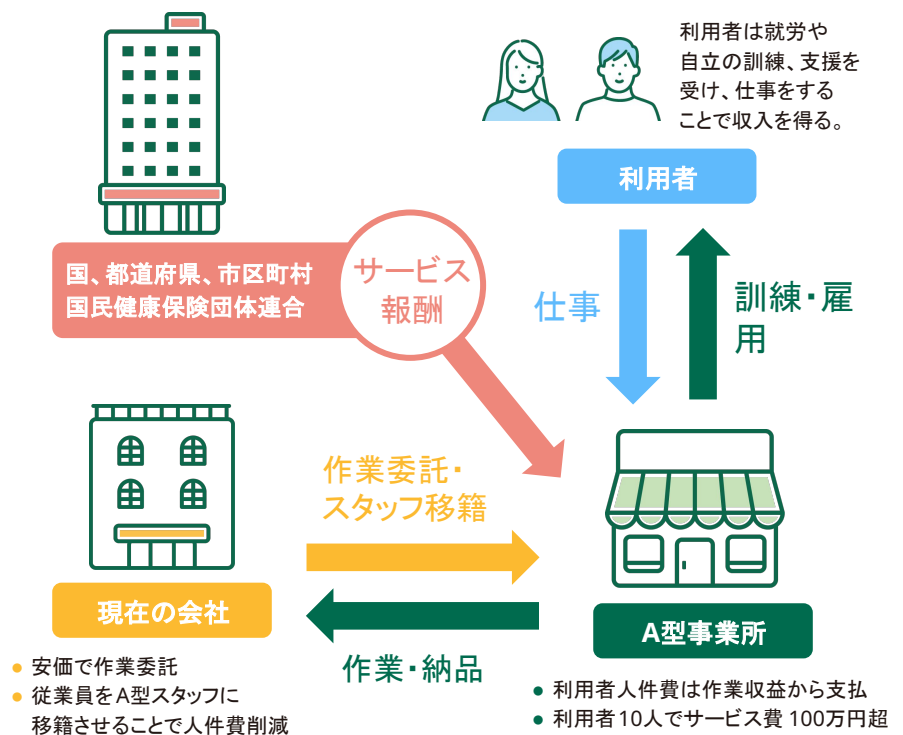 利用者は就労や
自立の訓練、支援を
受け、仕事をする
ことで収入を得る。
利用者
国、都道府県、市区町村
国民健康保険団体連合
サービス
報酬
仕事
訓練・雇
用
作業委託・
スタッフ移籍
現在の会社
作業・納品
A型事業所
• 安価で作業委託
• 従業員をA型スタッフに
移籍させることで人件費削減
• 利用者人件費は作業収益から支払
• 利用者10人でサービス費 100万円超